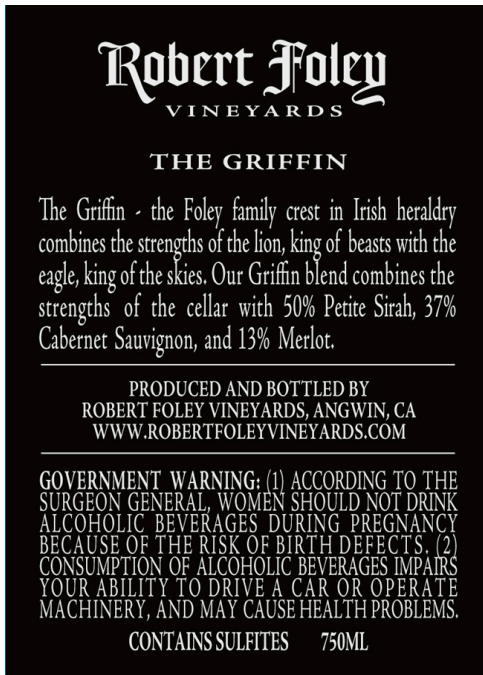 Robert Foley
VINEYARDS
THE GRIFFIN
The Griffin - the Foley family crest in Irish heraldry
combines the strengths of the lion, king of beasts with the
eagle, king of the skies. Our Griffin blend combines the
strengths of the cellar with 50% Petite Sirah, 37%
Cabernet Sauvignon, and 13% Merlot.
PRODUCED AND BOTTLED BY
ROBERT FOLEY VINEYARDS, ANGWIN, CA
WWW.ROBERTFOLEYVINEYARDS.COM
GOVERNMENT WARNING: (1) ACCORDING TO THE
SURGEON GENERAL, WOMEN SHOULD NOT DRINK
ALCOHOLIC BEVERAGES DURING PREGNANCY
BECAUSE OF THE RISK OF BIRTH DEFECTS. (2)
CONSUMPTION OF ALCOHOLIC BEVERAGES IMPAIRS
YOUR ABILITY TO DRIVE A CAR OR OPERATE
MACHINERY, AND MAY CAUSE HEALTH PROBLEMS.
CONTAINS SULFITES 750ML